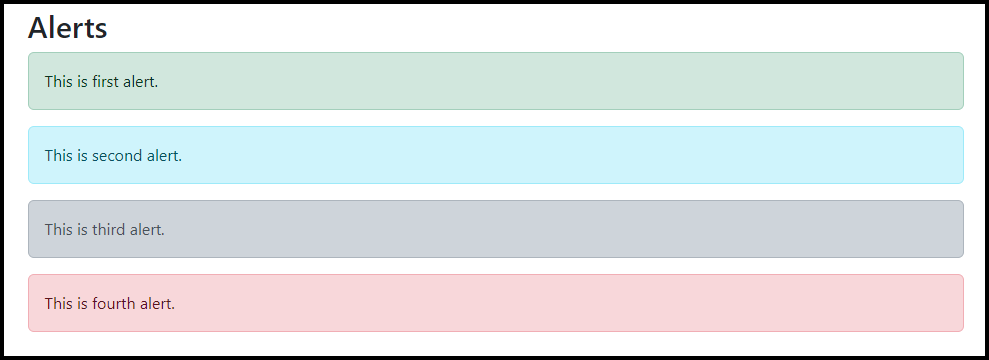 Alerts
This is first alert.
This is second alert.
This is third alert.
This is fourth alert.